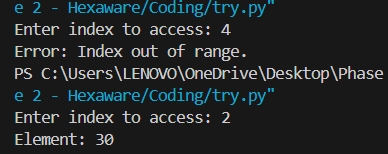 e 2 - Hexaware/Coding/try.py"
Enter index to access: 4
Error: Index out of range.
PS C:\Users\LENOVO\OneDrive\Desktop\Phase
e 2 - Hexaware/Coding/try.py"
Enter index to access: 2
Element: 30